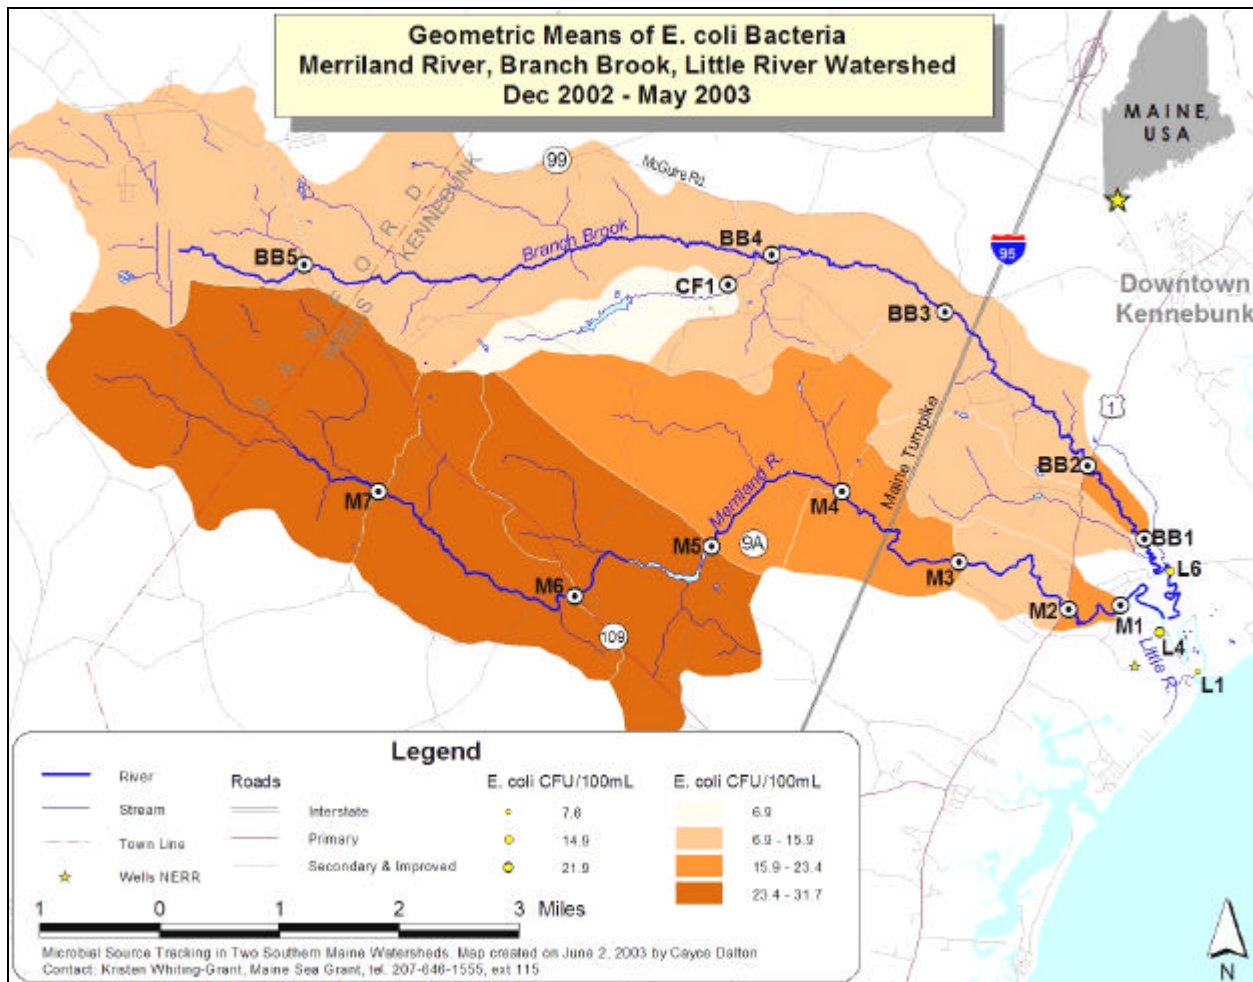 Geometric Means of E. coli Bacteria
Merriland River, Branch Brook, Little River Watershed
Dec 2002 - May 2003
MAINE,
USA
99
McGuire Rd.
SANFORD
KENNEBUNK
WELLS
Branch Brook
BB5
BB4
CF1
BB3
95
Downtown
Kennebunk
1
Maine Turnpike
BB2
Merriland R.
M7
M4
M5
9A
BB1
M3
L6
M6
M2
M1
109
L4
Little R.
L1
Legend
River
Stream
Town Line
Wells NERR
Roads
Interstate
Primary
Secondary & Improved
E. coli CFU/100mL
7.6
14.9
21.9
E. coli CFU/100mL
6.9
6.9 - 15.9
15.9 - 23.4
23.4 - 31.7
1 0 1 2 3 Miles
Microbial Source Tracking in Two Southern Maine Watersheds. Map created on June 2, 2003 by Cayce Dalton
Contact: Kristen Whiting-Grant, Maine Sea Grant, tel. 207-646-1555, ext 115
N